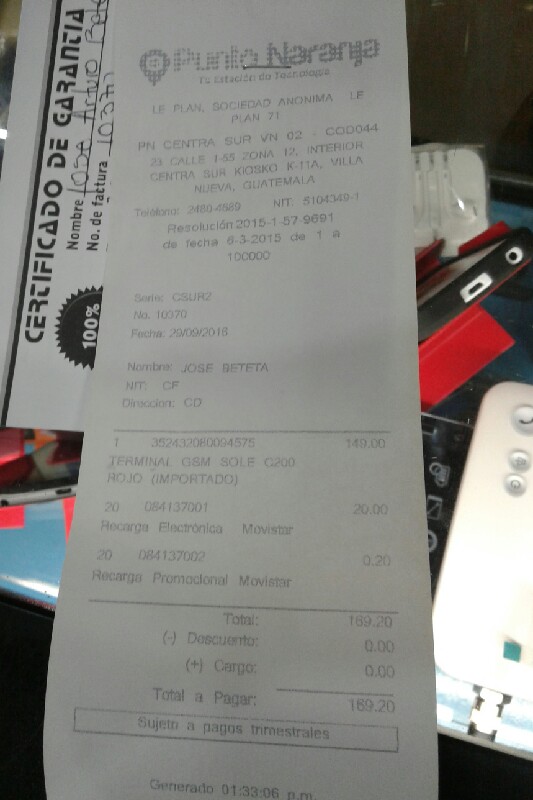 Punto Naranja
Tu Estación de Tecnología
LE PLAN, SOCIEDAD ANONIMA LE
PLAN 71
PN CENTRA SUR VN 02 - COD044
23 CALLE 1-55 ZONA 12, INTERIOR
CENTRA SUR KIOSKO K-11A, VILLA
NUEVA, GUATEMALA
Teléfono: 2480-4589 NIT: 5104349-1
Resolución 2015-1-57-9691
de fecha 6-3-2015 de 1 a
100000
Serie: CSUR2
No. 10370
Fecha: 29/09/2016
Nombre: JOSE BETETA
NIT: CF
Direccion: CD
1 352432080094575 149.00
TERMINAL GSM SOLE C200
ROJO (IMPORTADO)
20 084137001 20.00
Recarga Electrónica Movistar
20 084137002 0.20
Recarga Promocional Movistar
Total: 169.20
(-) Descuento: 0.00
(+) Cargo: 0.00
Total a Pagar: 169.20
Sujeto a pagos trimestrales
Generado 01:33:06 p.m.
CERTIFICADO DE GARANTIA
Nombre Jose Arturo
No. de factura
100%